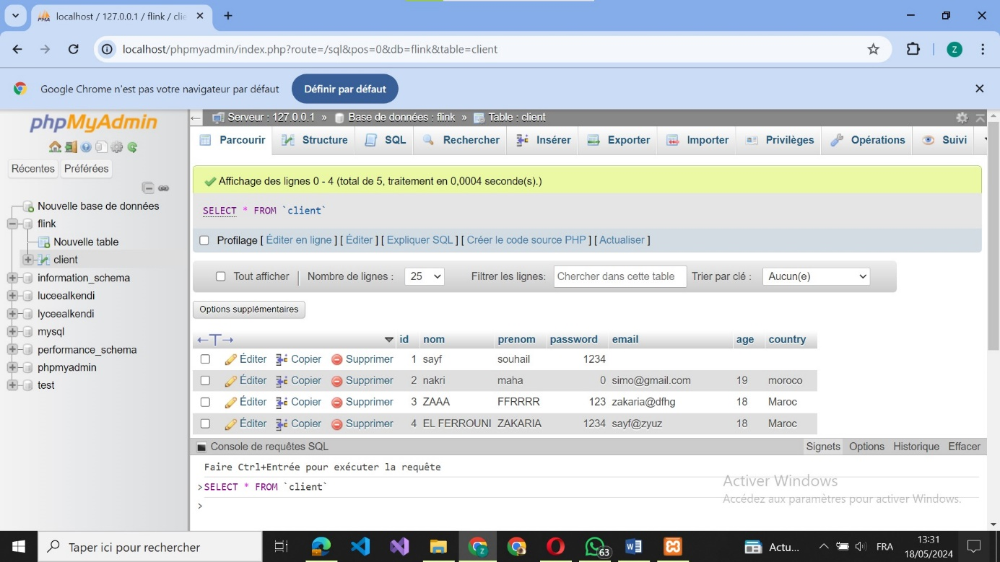 localhost / 127.0.0.1 / flink / clie
localhost/phpmyadmin/index.php?route=/sql&pos=0&db=flink&table=client
Z
Google Chrome n'est pas votre navigateur par défaut
Définir par défaut
phpMyAdmin
Serveur : 127.0.0.1 » Base de données : flink » Table : client
Parcourir Structure SQL Rechercher Insérer Exporter Importer Privilèges Opérations Suivi
Récentes Préférées
Nouvelle base de données
flink
Nouvelle table
client
information_schema
luceealkendi
lyceealkendi
mysql
performance_schema
phpmyadmin
test
Affichage des lignes 0 - 4 (total de 5, traitement en 0,0004 seconde(s).)
SELECT * FROM `client`
Profilage [ Éditer en ligne ] [ Éditer ] [ Expliquer SQL ] [ Créer le code source PHP ] [ Actualiser ]
Tout afficher | Nombre de lignes : 25 Filtrer les lignes: Chercher dans cette table Trier par clé : Aucun(e)
Options supplémentaires
←T→ id nom prenom password email age country
Éditer Copier Supprimer 1 sayf souhail 1234
Éditer Copier Supprimer 2 nakri maha 0 simo@gmail.com 19 moroco
Éditer Copier Supprimer 3 ZAAA FFRRRR 123 zakaria@dfhg 18 Maroc
Éditer Copier Supprimer 4 EL FERROUNI ZAKARIA 1234 sayf@zyuz 18 Maroc
Console de requêtes SQL Signets Options Historique Effacer
Faire Ctrl+Entrée pour exécuter la requête
>SELECT * FROM `client`
>
Activer Windows
Accédez aux paramètres pour activer Windows.
Taper ici pour rechercher
Z
63
Actu...
FRA
13:31
18/05/2024